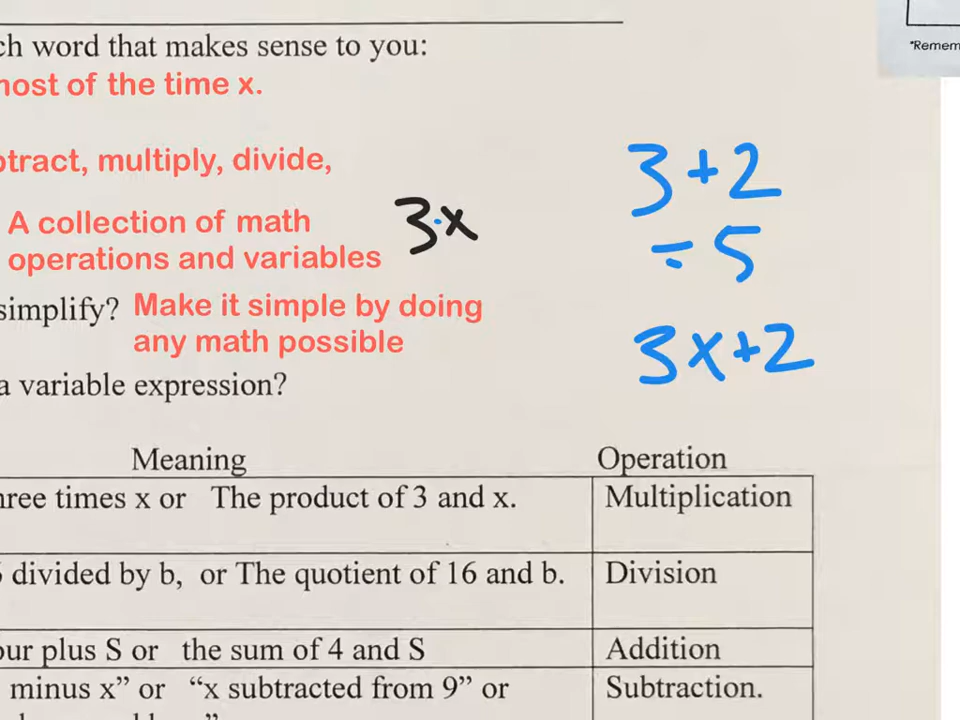 ch word that makes sense to you:
*Remem
most of the time x.
btract, multiply, divide,
A collection of math
operations and variables
3·x
3+2
= 5
simplify? Make it simple by doing
any math possible
3x+2
a variable expression?
Meaning Operation
hree times x or The product of 3 and x. Multiplication
6 divided by b, or The quotient of 16 and b. Division
our plus S or the sum of 4 and S Addition
minus x” or “x subtracted from 9” or Subtraction.